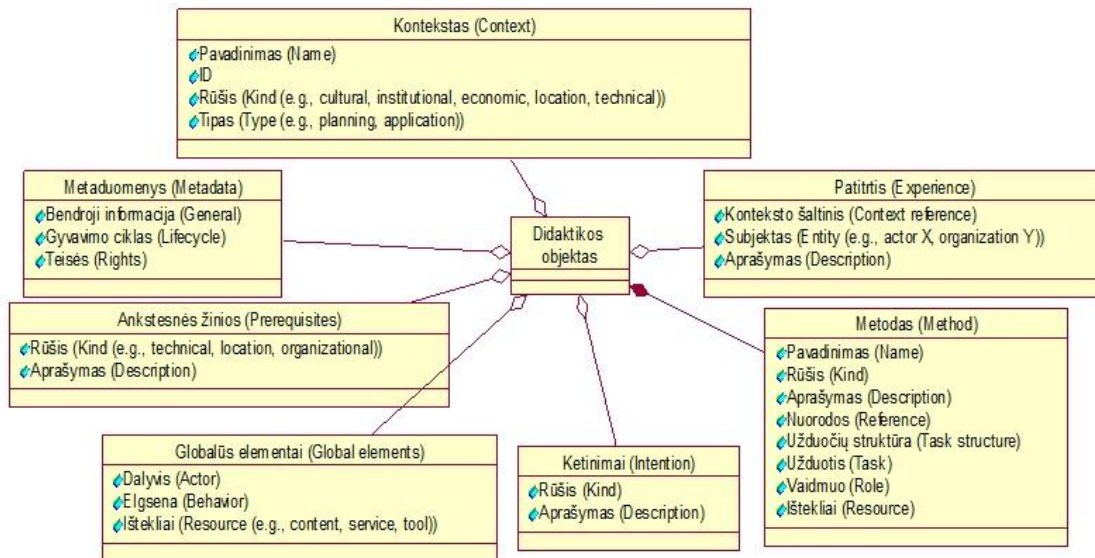 Kontekstas (Context)
Pavadinimas (Name)
ID
Rūšis (Kind (e.g., cultural, institutional, economic, location, technical))
Tipas (Type (e.g., planning, application))
Metaduomenys (Metadata)
Bendroji informacija (General)
Gyvavimo ciklas (Lifecycle)
Teisės (Rights)
Didaktikos
objektas
Patitrtis (Experience)
Konteksto šaltinis (Context reference)
Subjektas (Entity (e.g., actor X, organization Y))
Aprašymas (Description)
Ankstesnės žinios (Prerequisites)
Rūšis (Kind (e.g., technical, location, organizational))
Aprašymas (Description)
Metodas (Method)
Pavadinimas (Name)
Rūšis (Kind)
Aprašymas (Description)
Nuorodos (Reference)
Užduočių struktūra (Task structure)
Užduotis (Task)
Vaidmuo (Role)
Ištekliai (Resource)
Globalūs elementai (Global elements)
Dalyvis (Actor)
Elgsena (Behavior)
Ištekliai (Resource (e.g., content, service, tool))
Ketinimai (Intention)
Rūšis (Kind)
Aprašymas (Description)